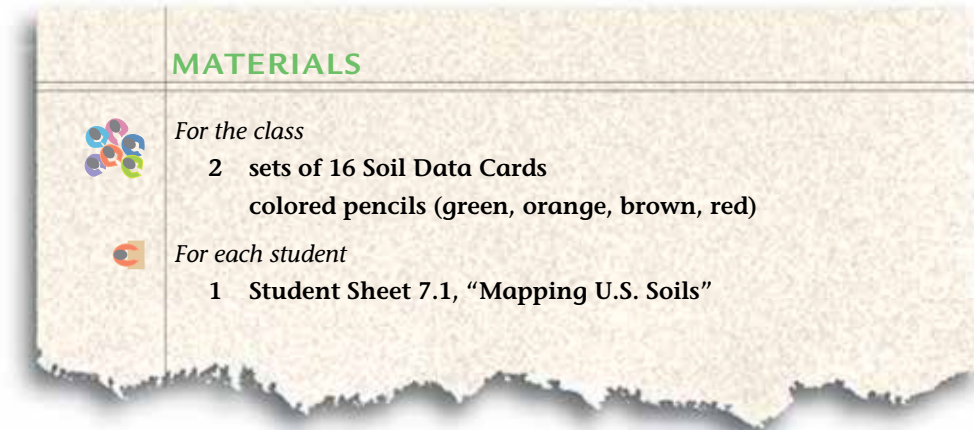 MATERIALS
For the class
2 sets of 16 Soil Data Cards
colored pencils (green, orange, brown, red)
For each student
1 Student Sheet 7.1, “Mapping U.S. Soils”